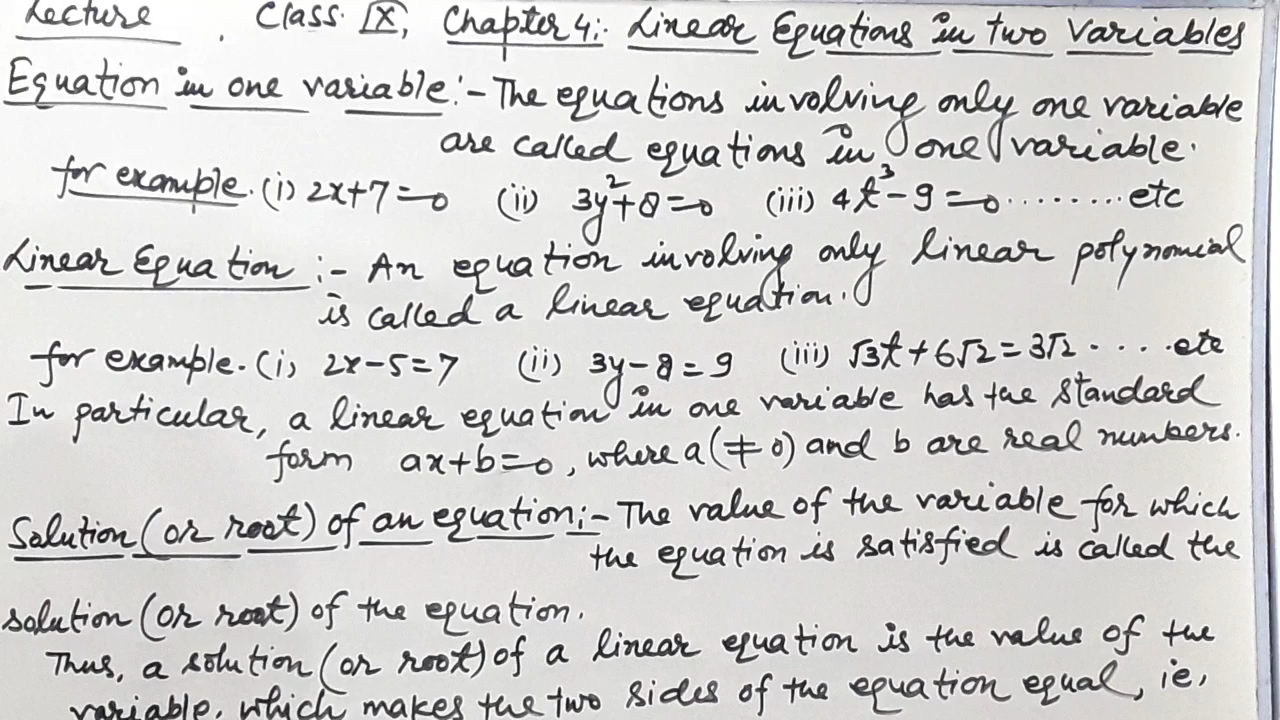 Lecture . Class. IX, Chapter 4:. Linear Equations in two Variables
Equation in one variable:- The equations involving only one variable
are called equations in one variable.
for example. (i) 2x+7=0 (ii) 3y²+8=0 (iii) 4t³-9=0.........etc
Linear Equation :- An equation involving only linear polynomial
is called a linear equation.
for example. (i) 2x-5=7 (ii) 3y-8=9 (iii) √3t+6√2=3√2.....etc
In particular, a linear equation in one variable has the standard
form ax+b=0, where a(≠0) and b are real numbers.
Solution (or root) of an equation:- The value of the variable for which
the equation is satisfied is called the
solution (or root) of the equation.
Thus, a solution (or root) of a linear equation is the value of the
variable, which makes the two sides of the equation equal, ie,